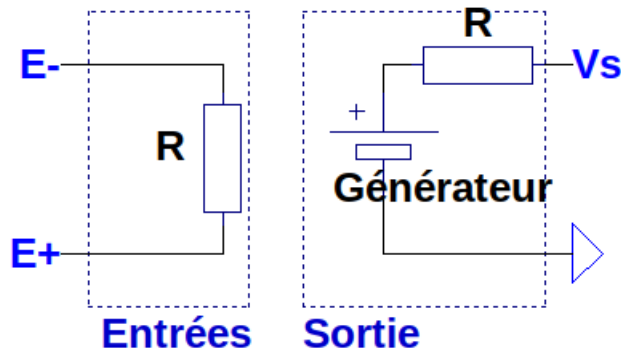 R
E-
Vs
+
R
Générateur
E+
Entrées
Sortie